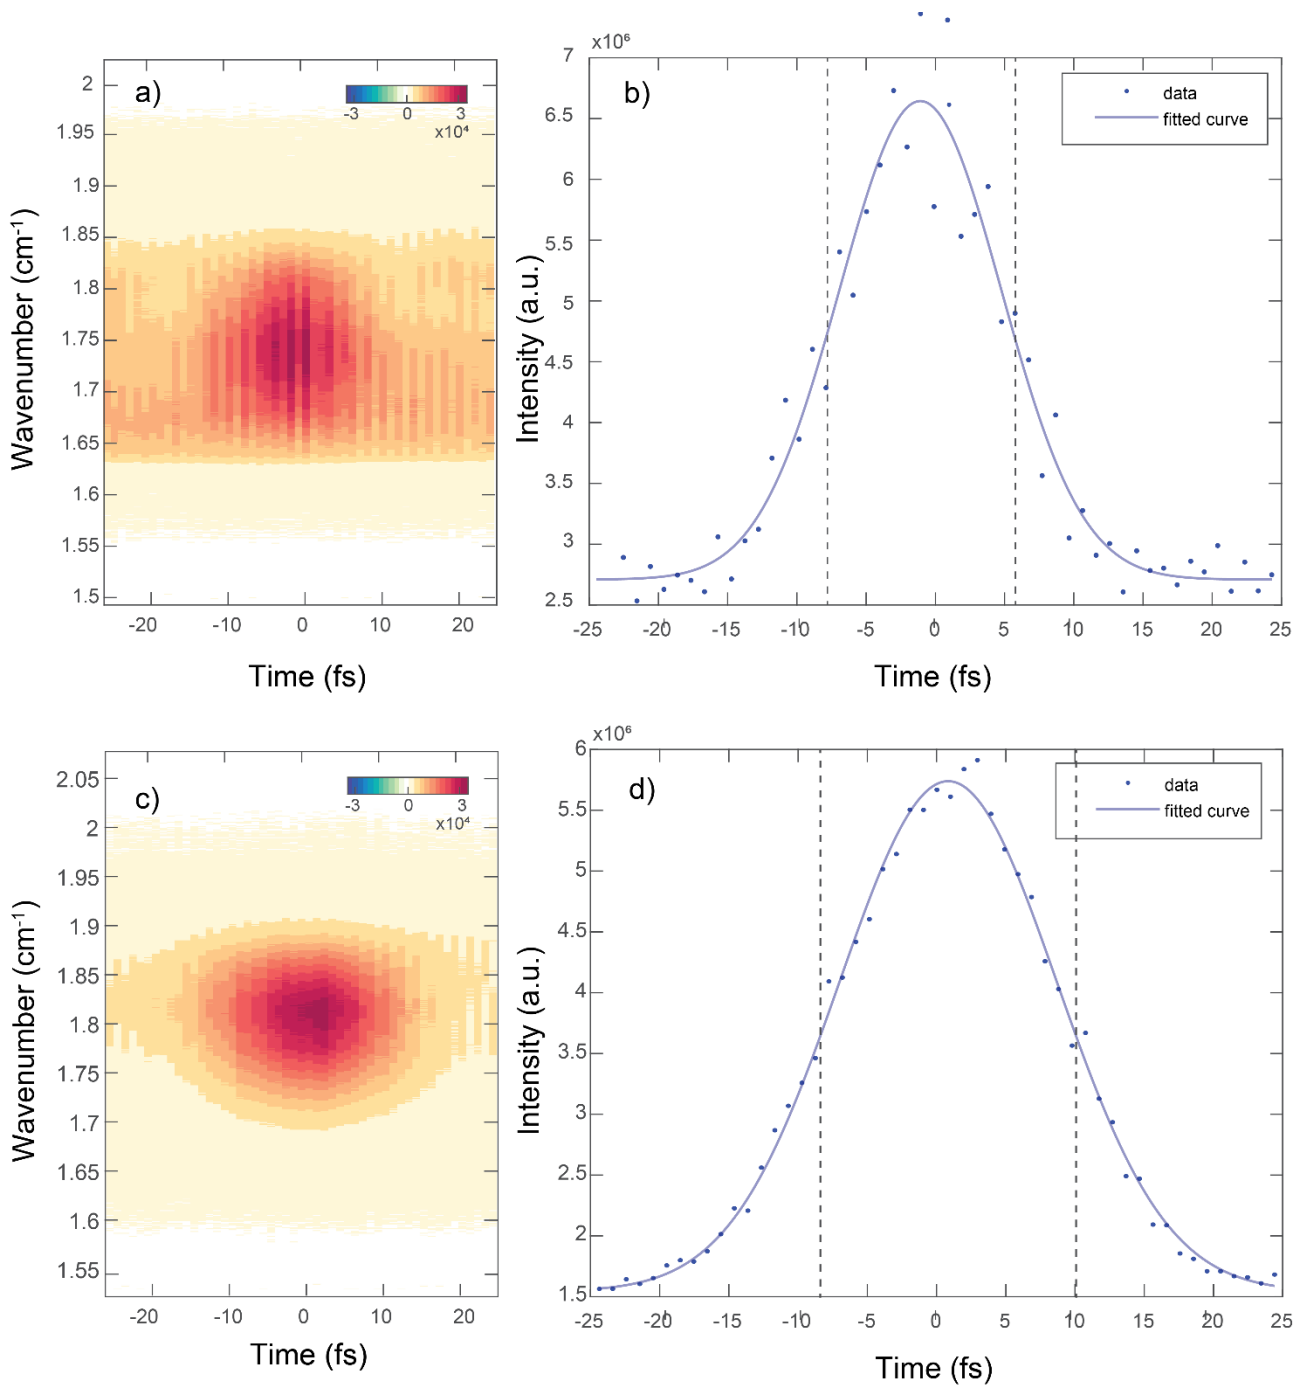 a)
2
1.95
1.9
1.85
1.8
1.75
1.7
1.65
1.6
1.55
1.5
-3 0 3
x10⁴
Wavenumber (cm⁻¹)
-20 -10 0 10 20
Time (fs)
b)
x10⁶
7
6.5
6
5
4.5
4
3.5
3
2.5
Intensity (a.u.)
data
fitted curve
-25 -20 -15 -10 -5 0 5 10 15 20 25
Time (fs)
c)
2.05
2
1.95
1.9
1.85
1.8
1.75
1.7
1.65
1.6
1.55
-3 0 3
x10⁴
Wavenumber (cm⁻¹)
-20 -10 0 10 20
Time (fs)
d)
x10⁶
6
5.5
5
4.5
4
3.5
3
2.5
2
1.5
Intensity (a.u.)
data
fitted curve
-25 -20 -15 -10 -5 0 5 10 15 20 25
Time (fs)